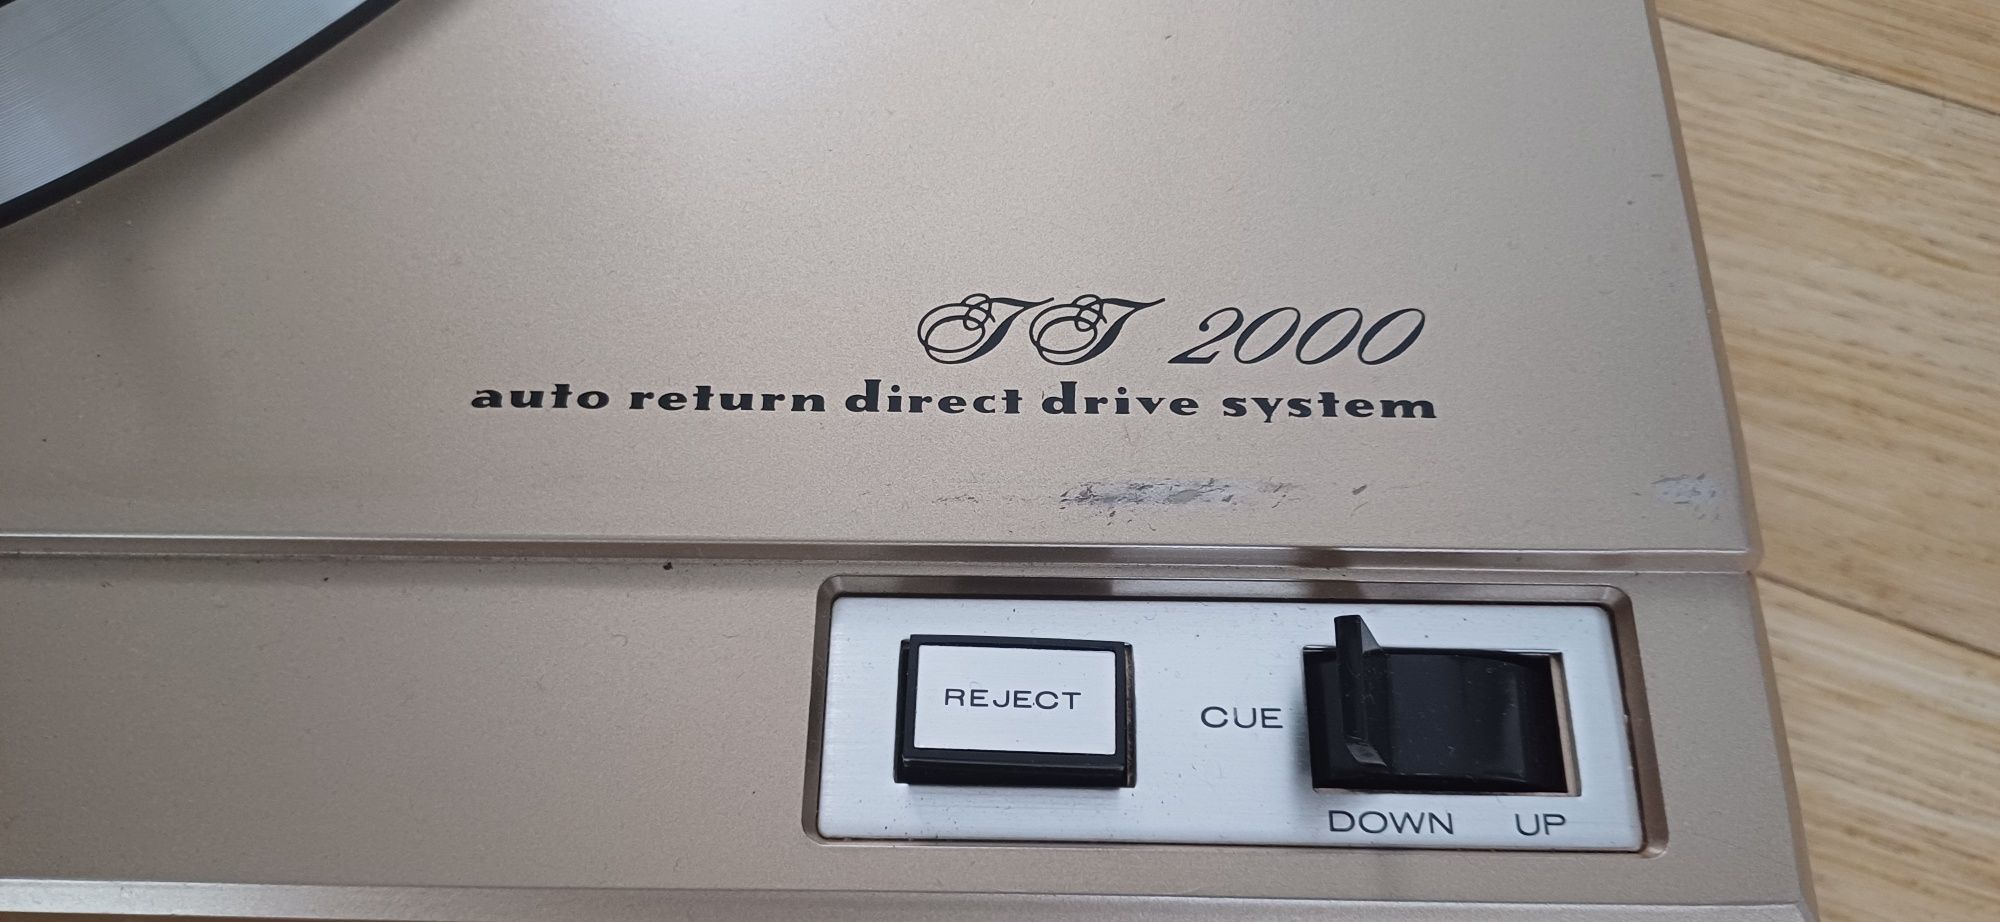 TT 2000
auto return direct drive system
REJECT
CUE
DOWN UP